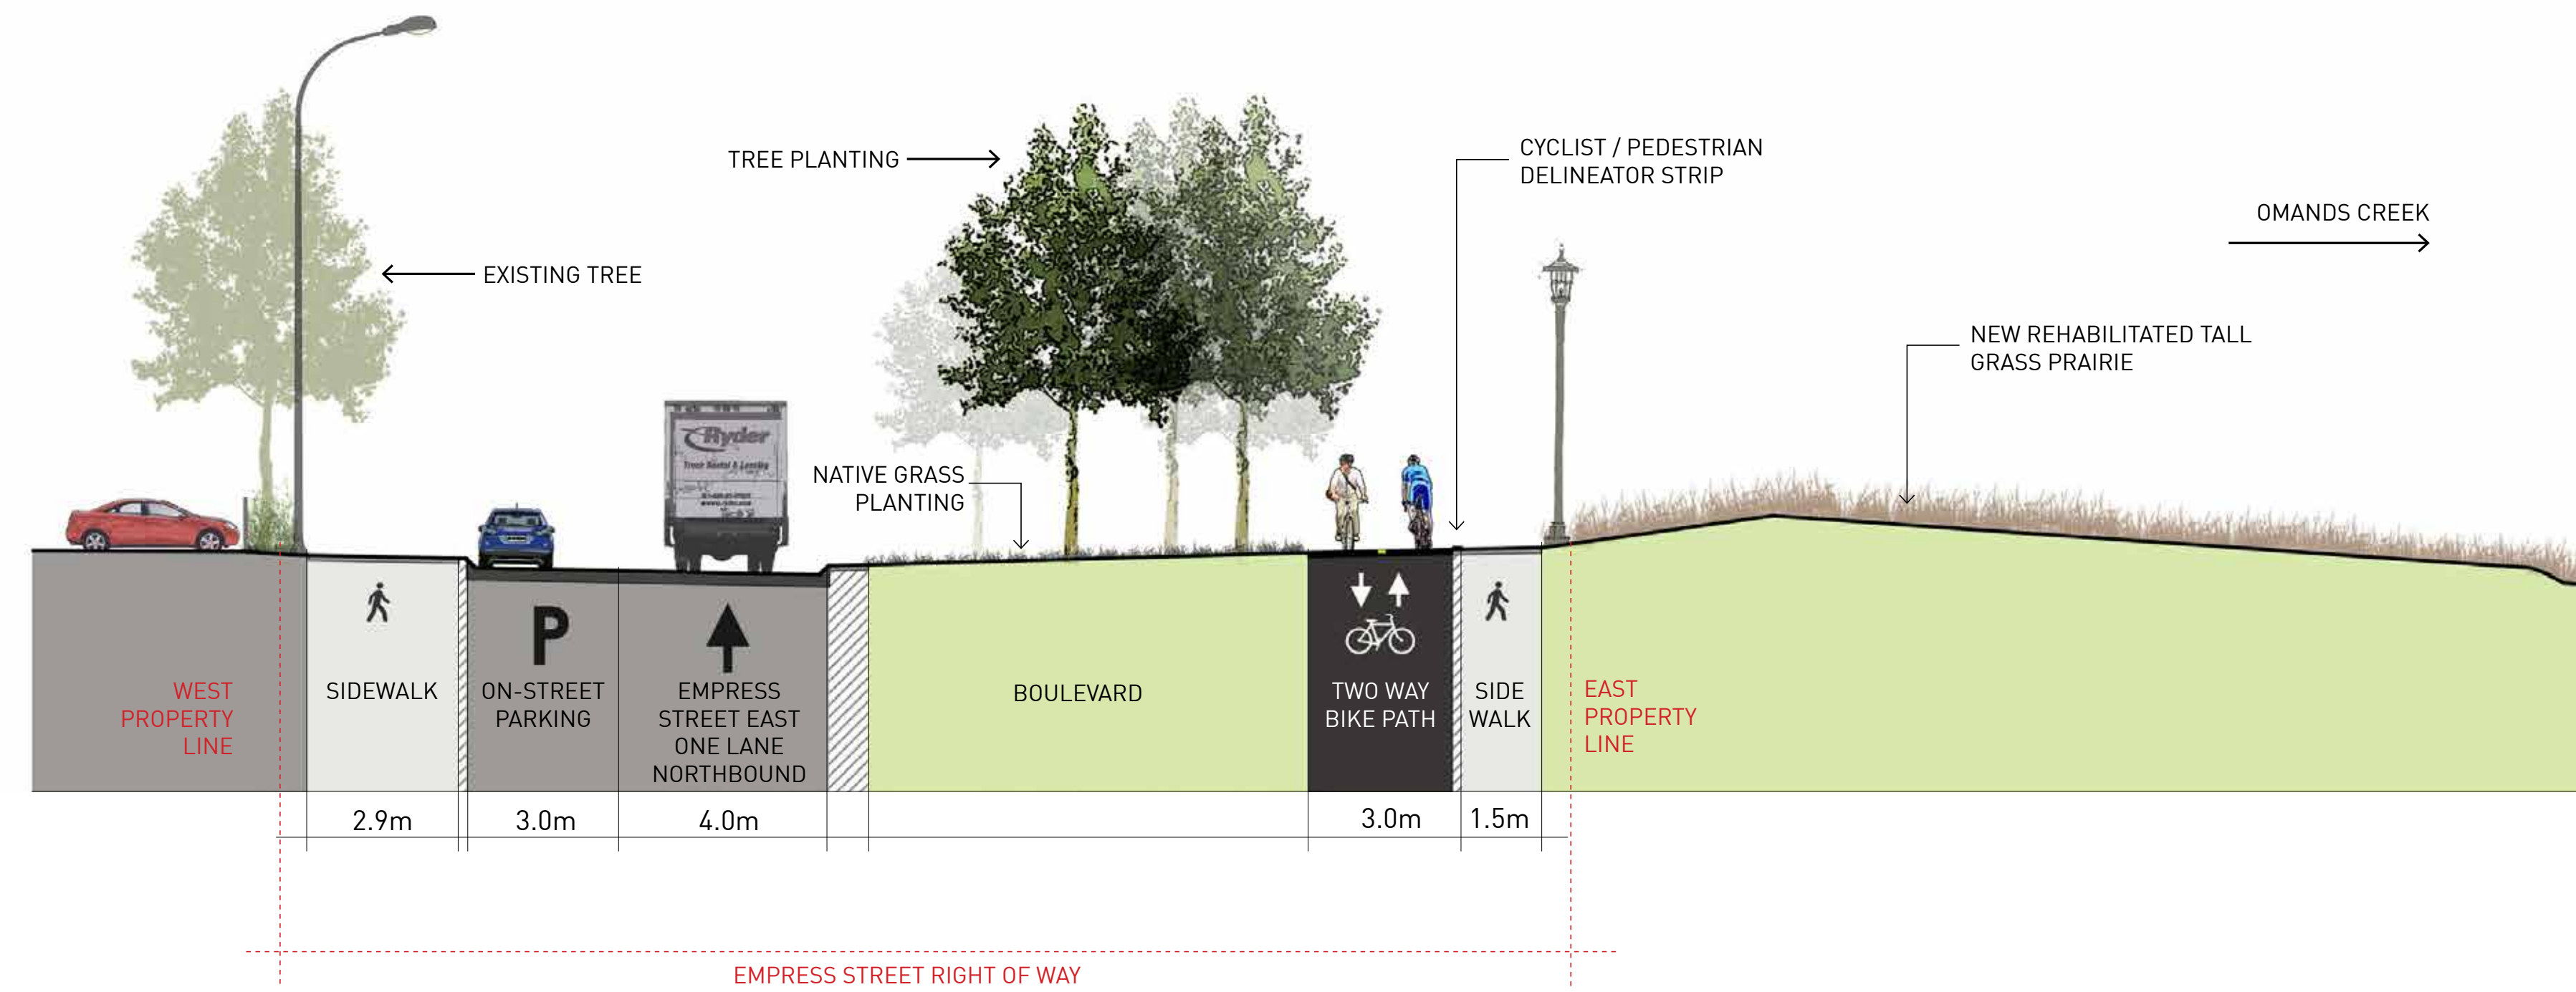 TREE PLANTING
CYCLIST / PEDESTRIAN
DELINEATOR STRIP
OMANDS CREEK
EXISTING TREE
NEW REHABILITATED TALL
GRASS PRAIRIE
Ryder
NATIVE GRASS
PLANTING
WEST
PROPERTY
LINE
SIDEWALK
P
ON-STREET
PARKING
EMPRESS
STREET EAST
ONE LANE
NORTHBOUND
BOULEVARD
TWO WAY
BIKE PATH
SIDE
WALK
EAST
PROPERTY
LINE
2.9m
3.0m
4.0m
3.0m
1.5m
EMPRESS STREET RIGHT OF WAY